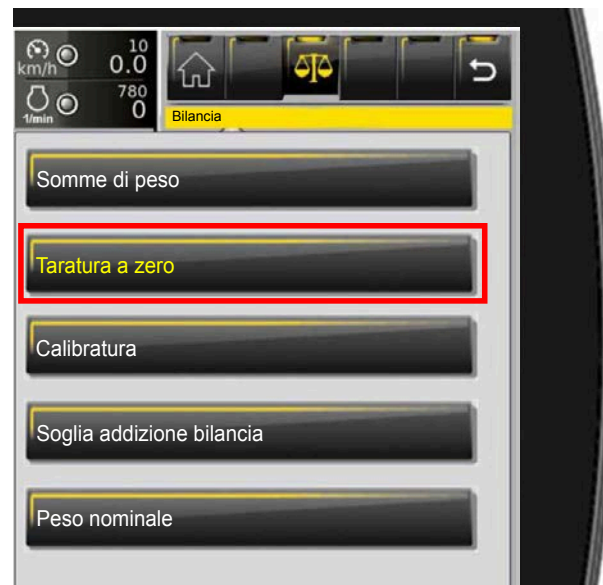 10
km/h 0.0
780
1/min 0
Bilancia
Somme di peso
Taratura a zero
Calibratura
Soglia addizione bilancia
Peso nominale